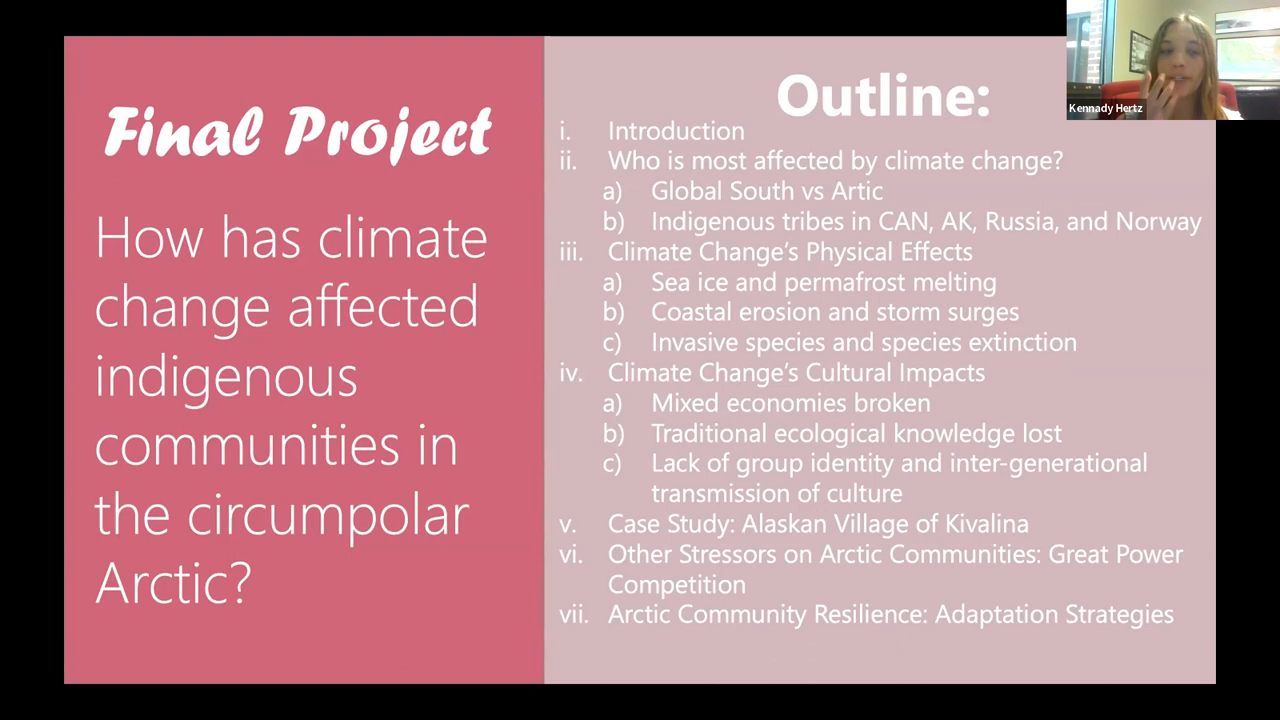 Final Project
How has climate
change affected
indigenous
communities in
the circumpolar
Arctic?
Outline:
i. Introduction
ii. Who is most affected by climate change?
a) Global South vs Artic
b) Indigenous tribes in CAN, AK, Russia, and Norway
iii. Climate Change's Physical Effects
a) Sea ice and permafrost melting
b) Coastal erosion and storm surges
c) Invasive species and species extinction
iv. Climate Change's Cultural Impacts
a) Mixed economies broken
b) Traditional ecological knowledge lost
c) Lack of group identity and inter-generational
transmission of culture
v. Case Study: Alaskan Village of Kivalina
vi. Other Stressors on Arctic Communities: Great Power
Competition
vii. Arctic Community Resilience: Adaptation Strategies
Kennady Hertz